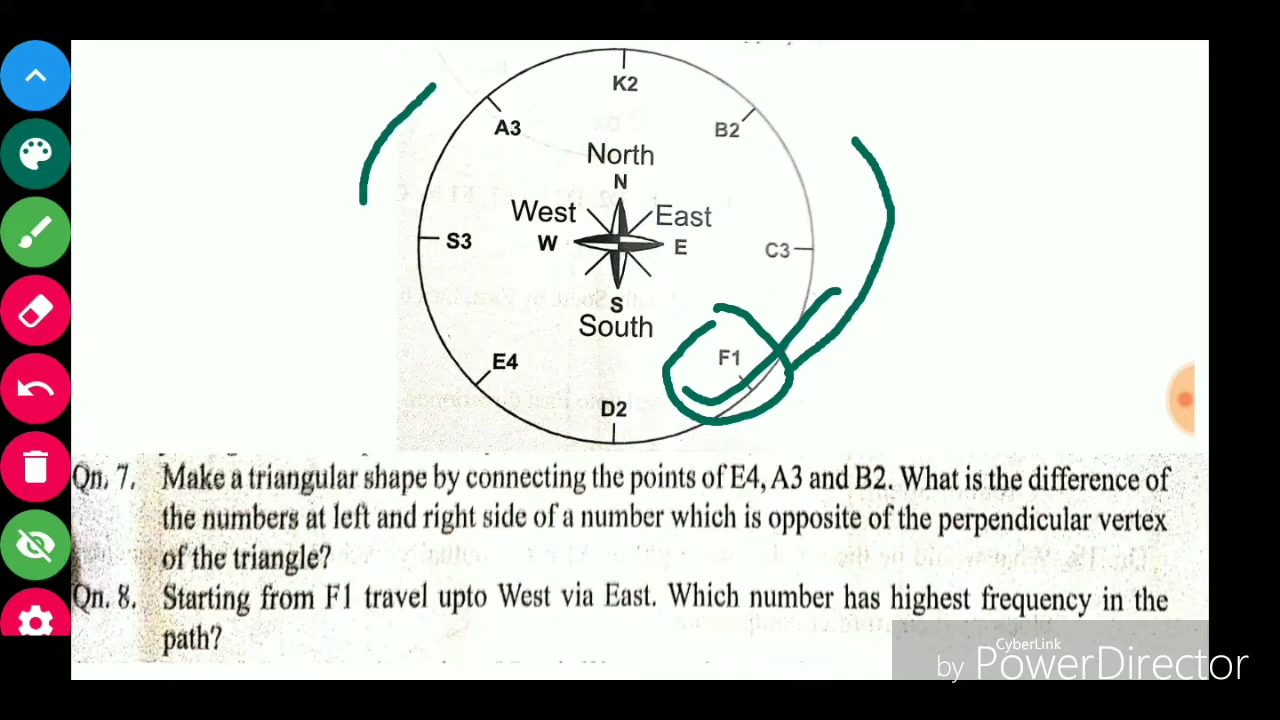 K2
A3
B2
North
N
West
East
S3
W
E
C3
S
South
F1
E4
D2
Qn. 7. Make a triangular shape by connecting the points of E4, A3 and B2. What is the difference of
the numbers at left and right side of a number which is opposite of the perpendicular vertex
of the triangle?
Qn. 8. Starting from F1 travel upto West via East. Which number has highest frequency in the
path?
CyberLink
by PowerDirector